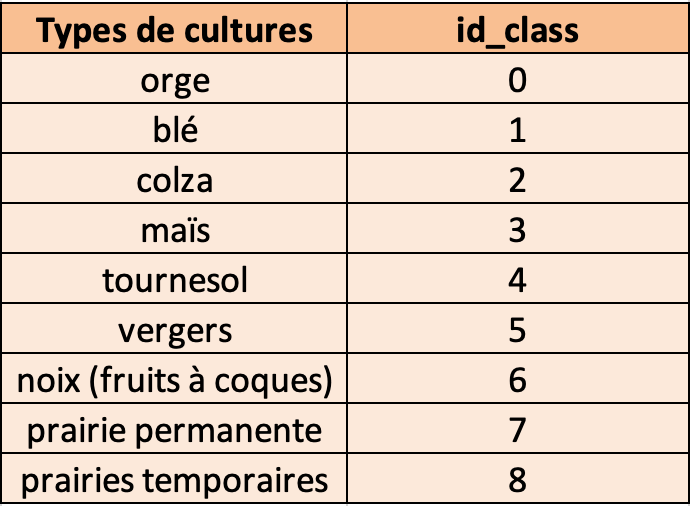 Types de cultures id_class
orge 0
blé 1
colza 2
maïs 3
tournesol 4
vergers 5
noix (fruits à coques) 6
prairie permanente 7
prairies temporaires 8